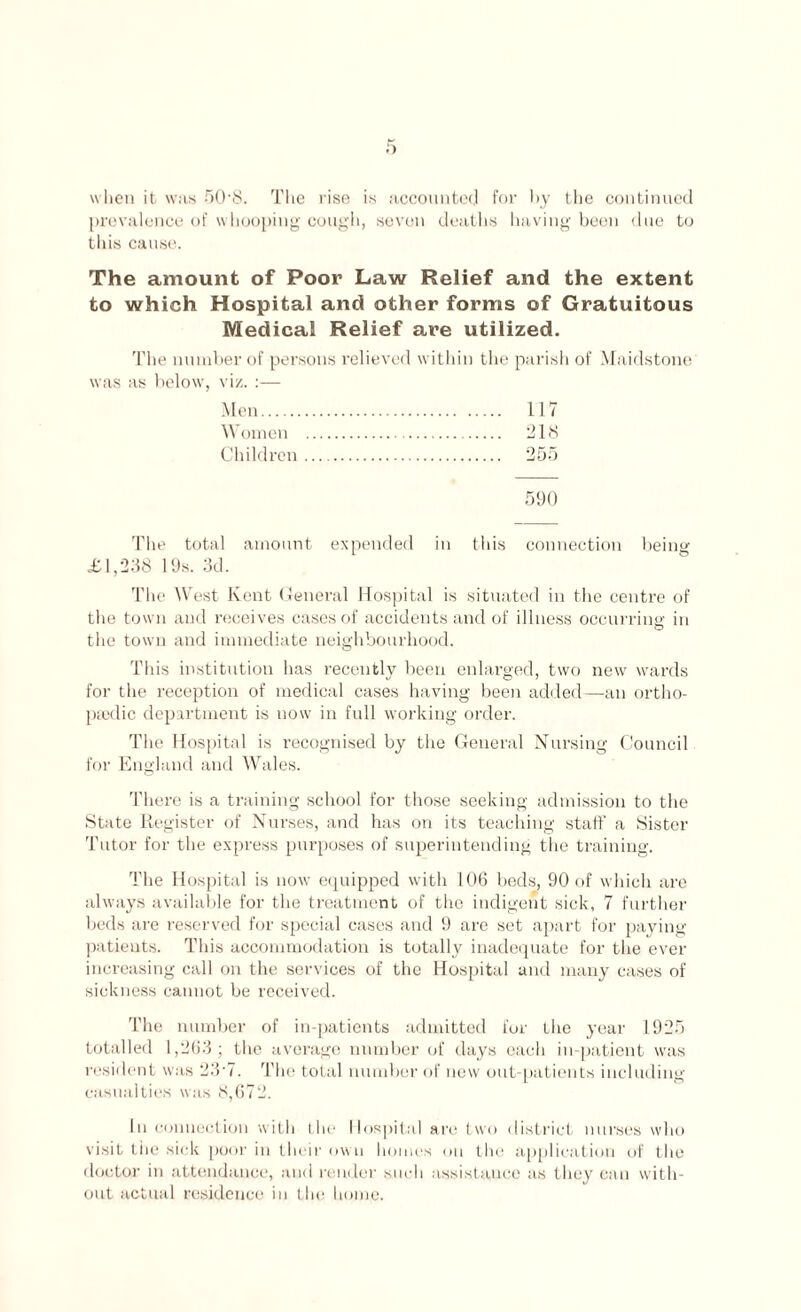 5
when it was 50·8. The rise is accounted for by the continued
prevalence of whooping cough, seven deaths having been due to
this cause.
The amount of Poor Law Relief and the extent
to which Hospital and other forms of Gratuitous
Medical Relief are utilized.
The number of persons relieved within the parish of Maidstone
was as below, viz. :—
Men.......................................... 117
Women .................................... 218
Children .................................... 255
590
The total amount expended in this connection being
£1,238 19s. 3d.
The West Kent General Hospital is situated in the centre of
the town and receives cases of accidents and of illness occurring in
the town and immediate neighbourhood.
This institution has recently been enlarged, two new wards
for the reception of medical cases having been added—an ortho-
pædic department is now in full working order.
The Hospital is recognised by the General Nursing Council
for England and Wales.
There is a training school for those seeking admission to the
State Register of Nurses, and has on its teaching staff a Sister
Tutor for the express purposes of superintending the training.
The Hospital is now equipped with 106 beds, 90 of which are
always available for the treatment of the indigent sick, 7 further
beds are reserved for special cases and 9 are set apart for paying
patients. This accommodation is totally inadequate for the ever
increasing call on the services of the Hospital and many cases of
sickness cannot be received.
The number of in-patients admitted for the year 1925
totalled 1,263 ; the average number of days each in-patient was
resident was 23·7. The total number of new out-patients including
casualties was 8,672.
In connection with the Hospital are two district nurses who
visit the sick poor in their own homes on the application of the
doctor in attendance, and render such assistance as they can with-
out actual residence in the home.